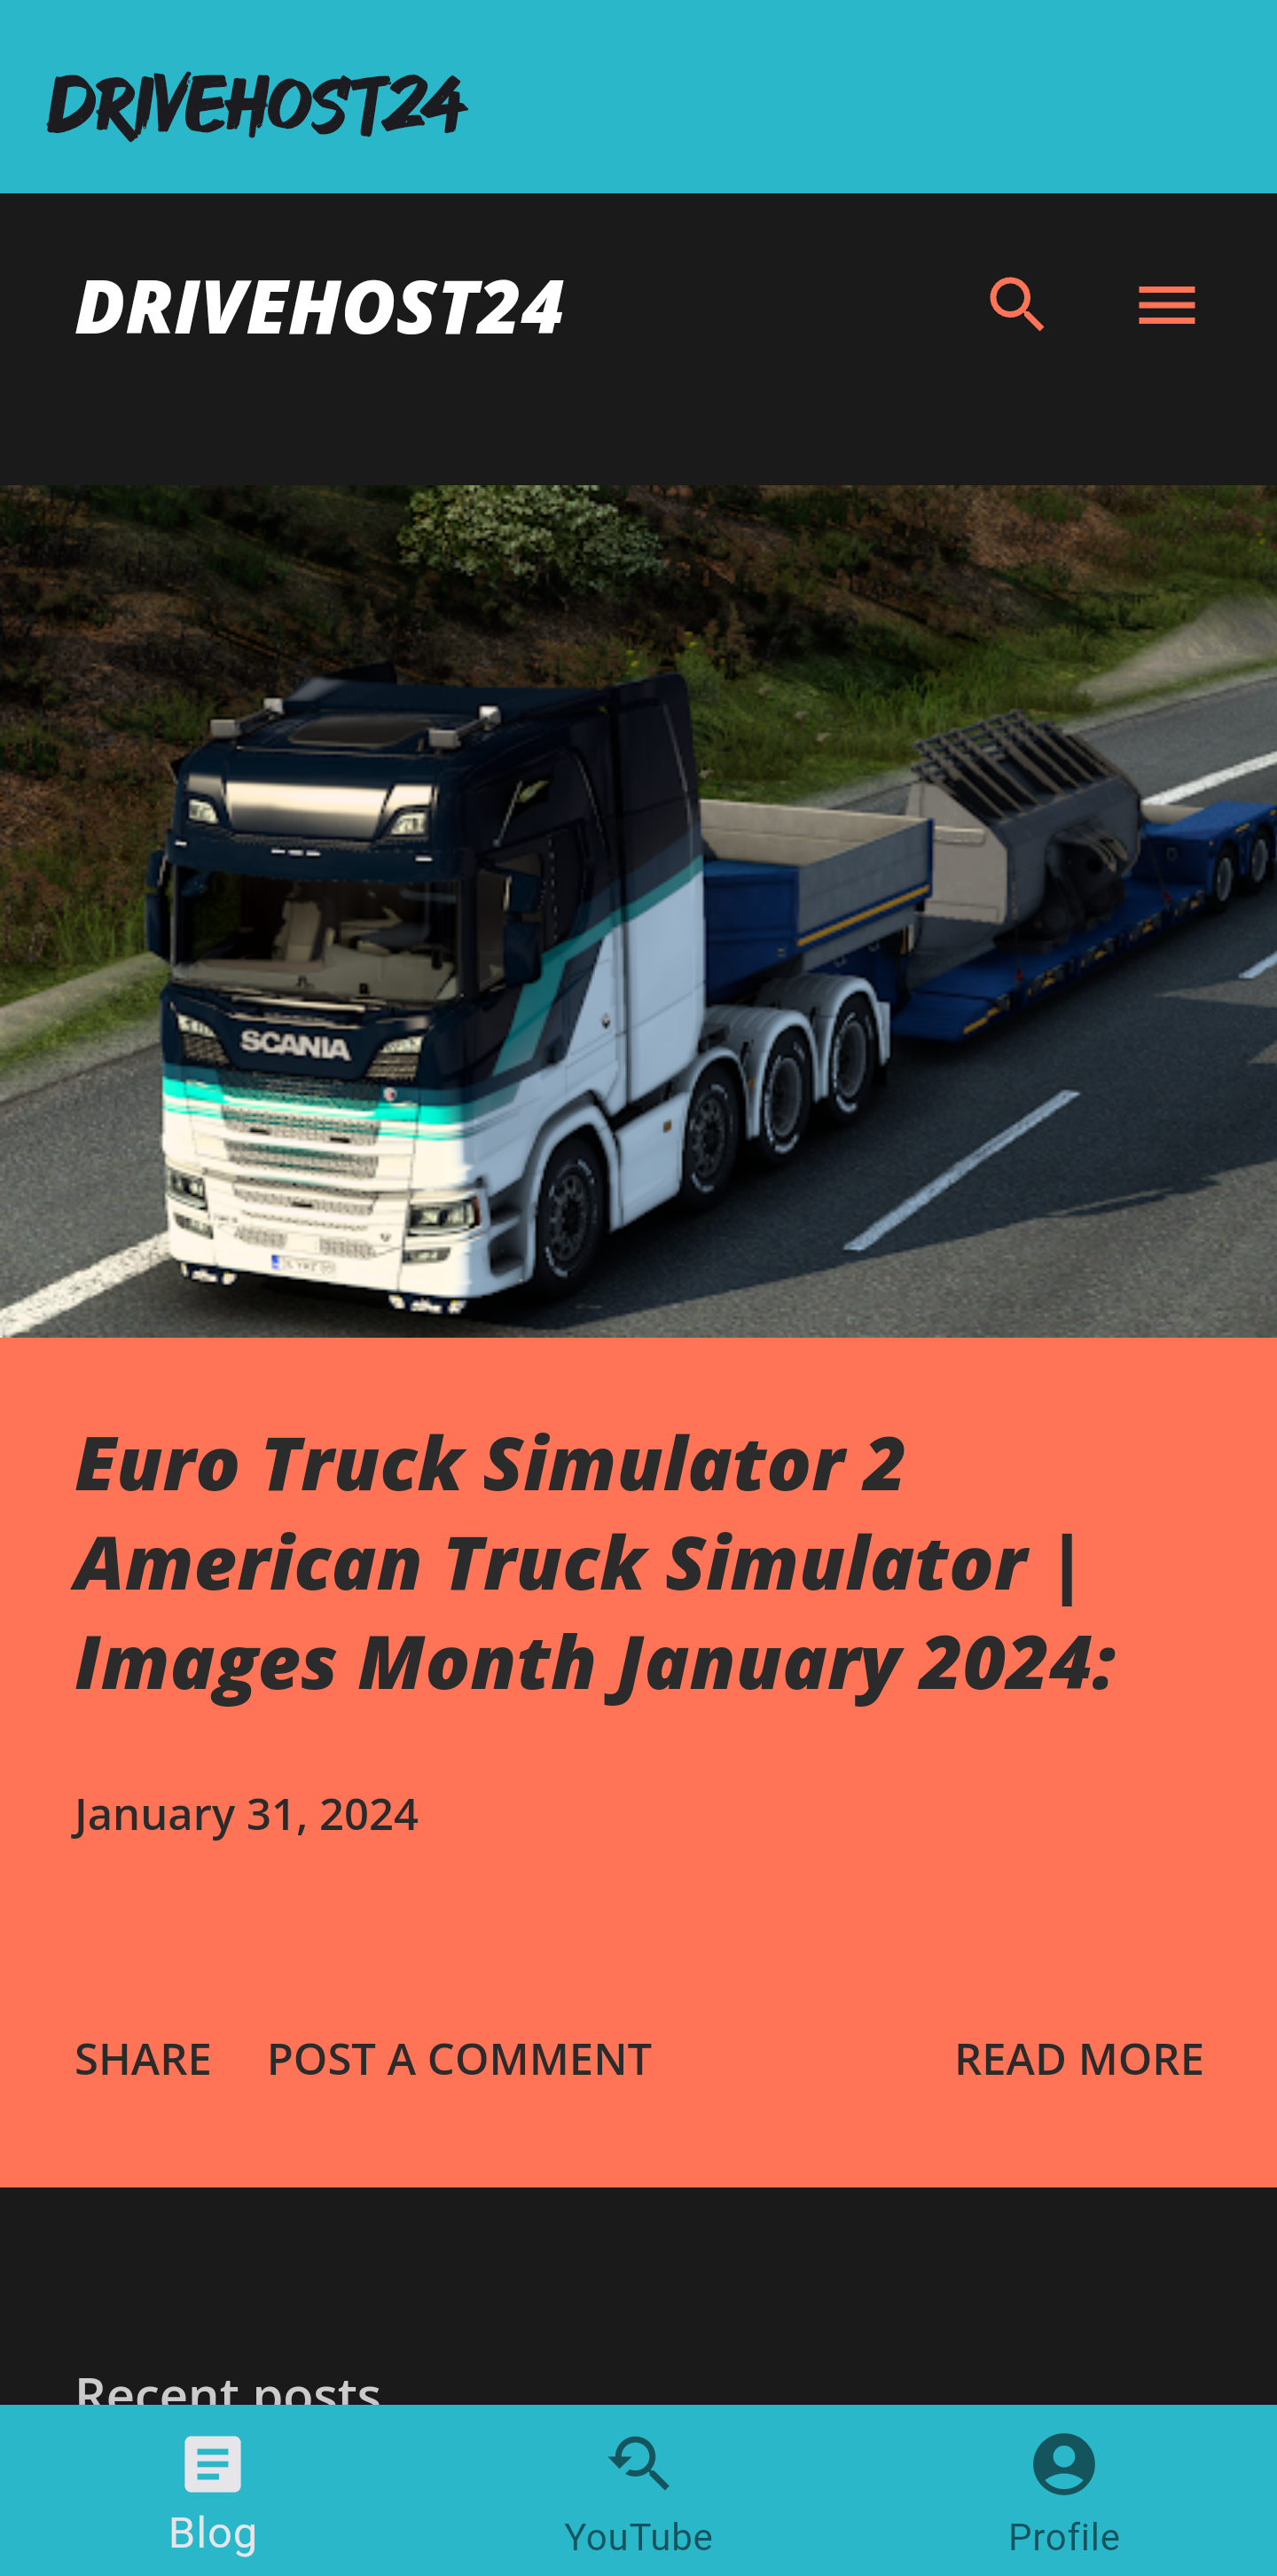 DRIVEHOST24
DRIVEHOST24
SCANIA
Euro Truck Simulator 2
American Truck Simulator |
Images Month January 2024:
January 31, 2024
SHARE POST A COMMENT READ MORE
Recent posts
Blog YouTube Profile